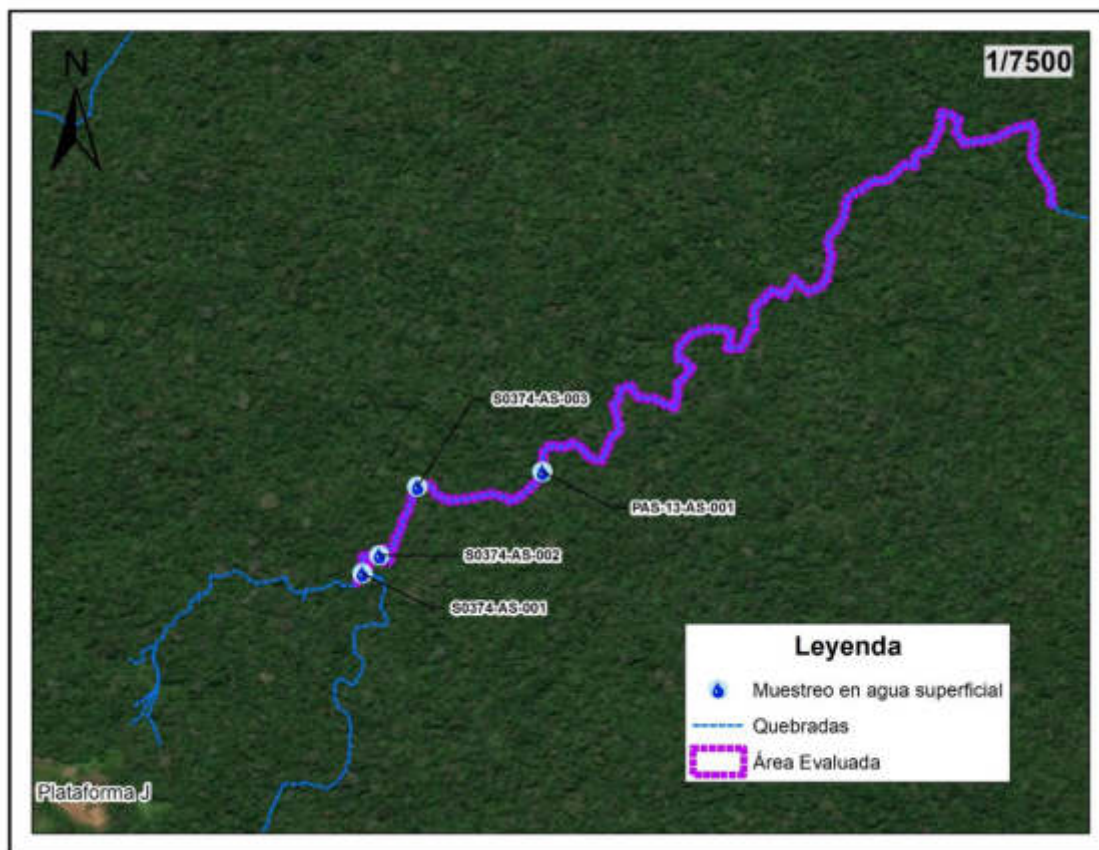 N
1/7500
S0374-AS-003
PAS-13-AS-001
S0374-AS-002
S0374-AS-001
Leyenda
Muestreo en agua superficial
Quebradas
Área Evaluada
Plataforma J